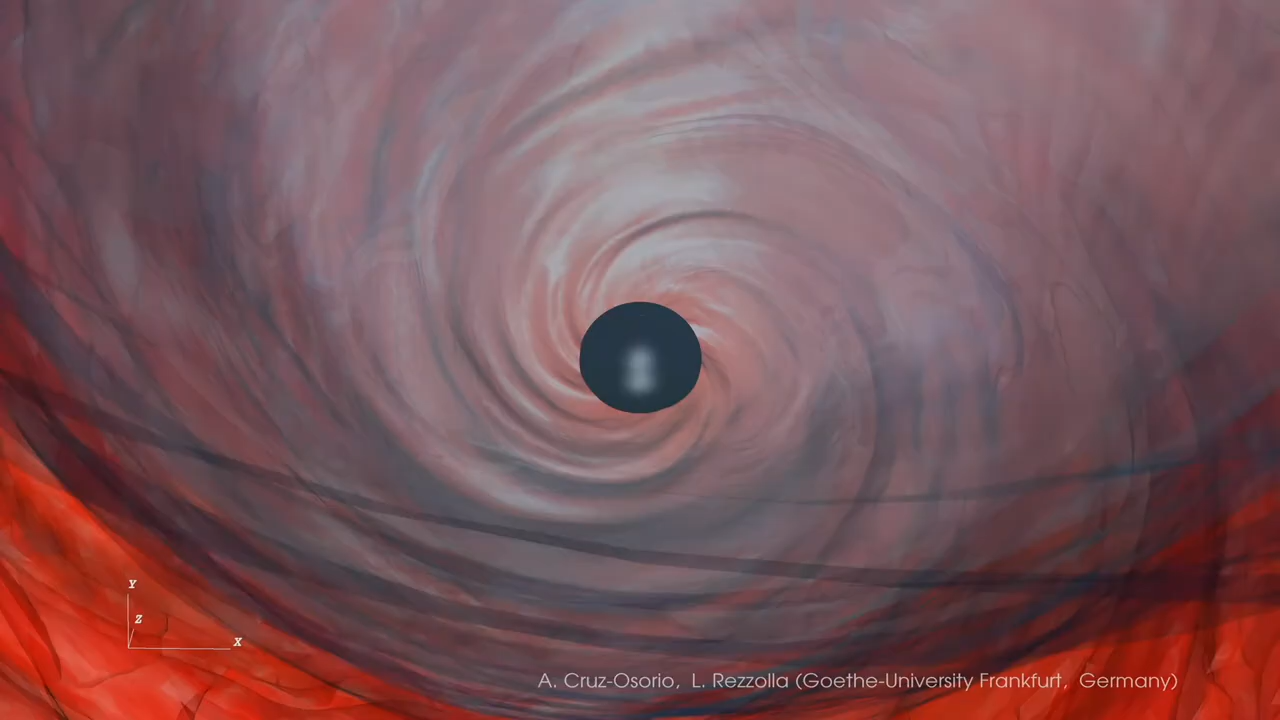 Y
Z
X
A. Cruz-Osorio, L. Rezzolla (Goethe-University Frankfurt, Germany)